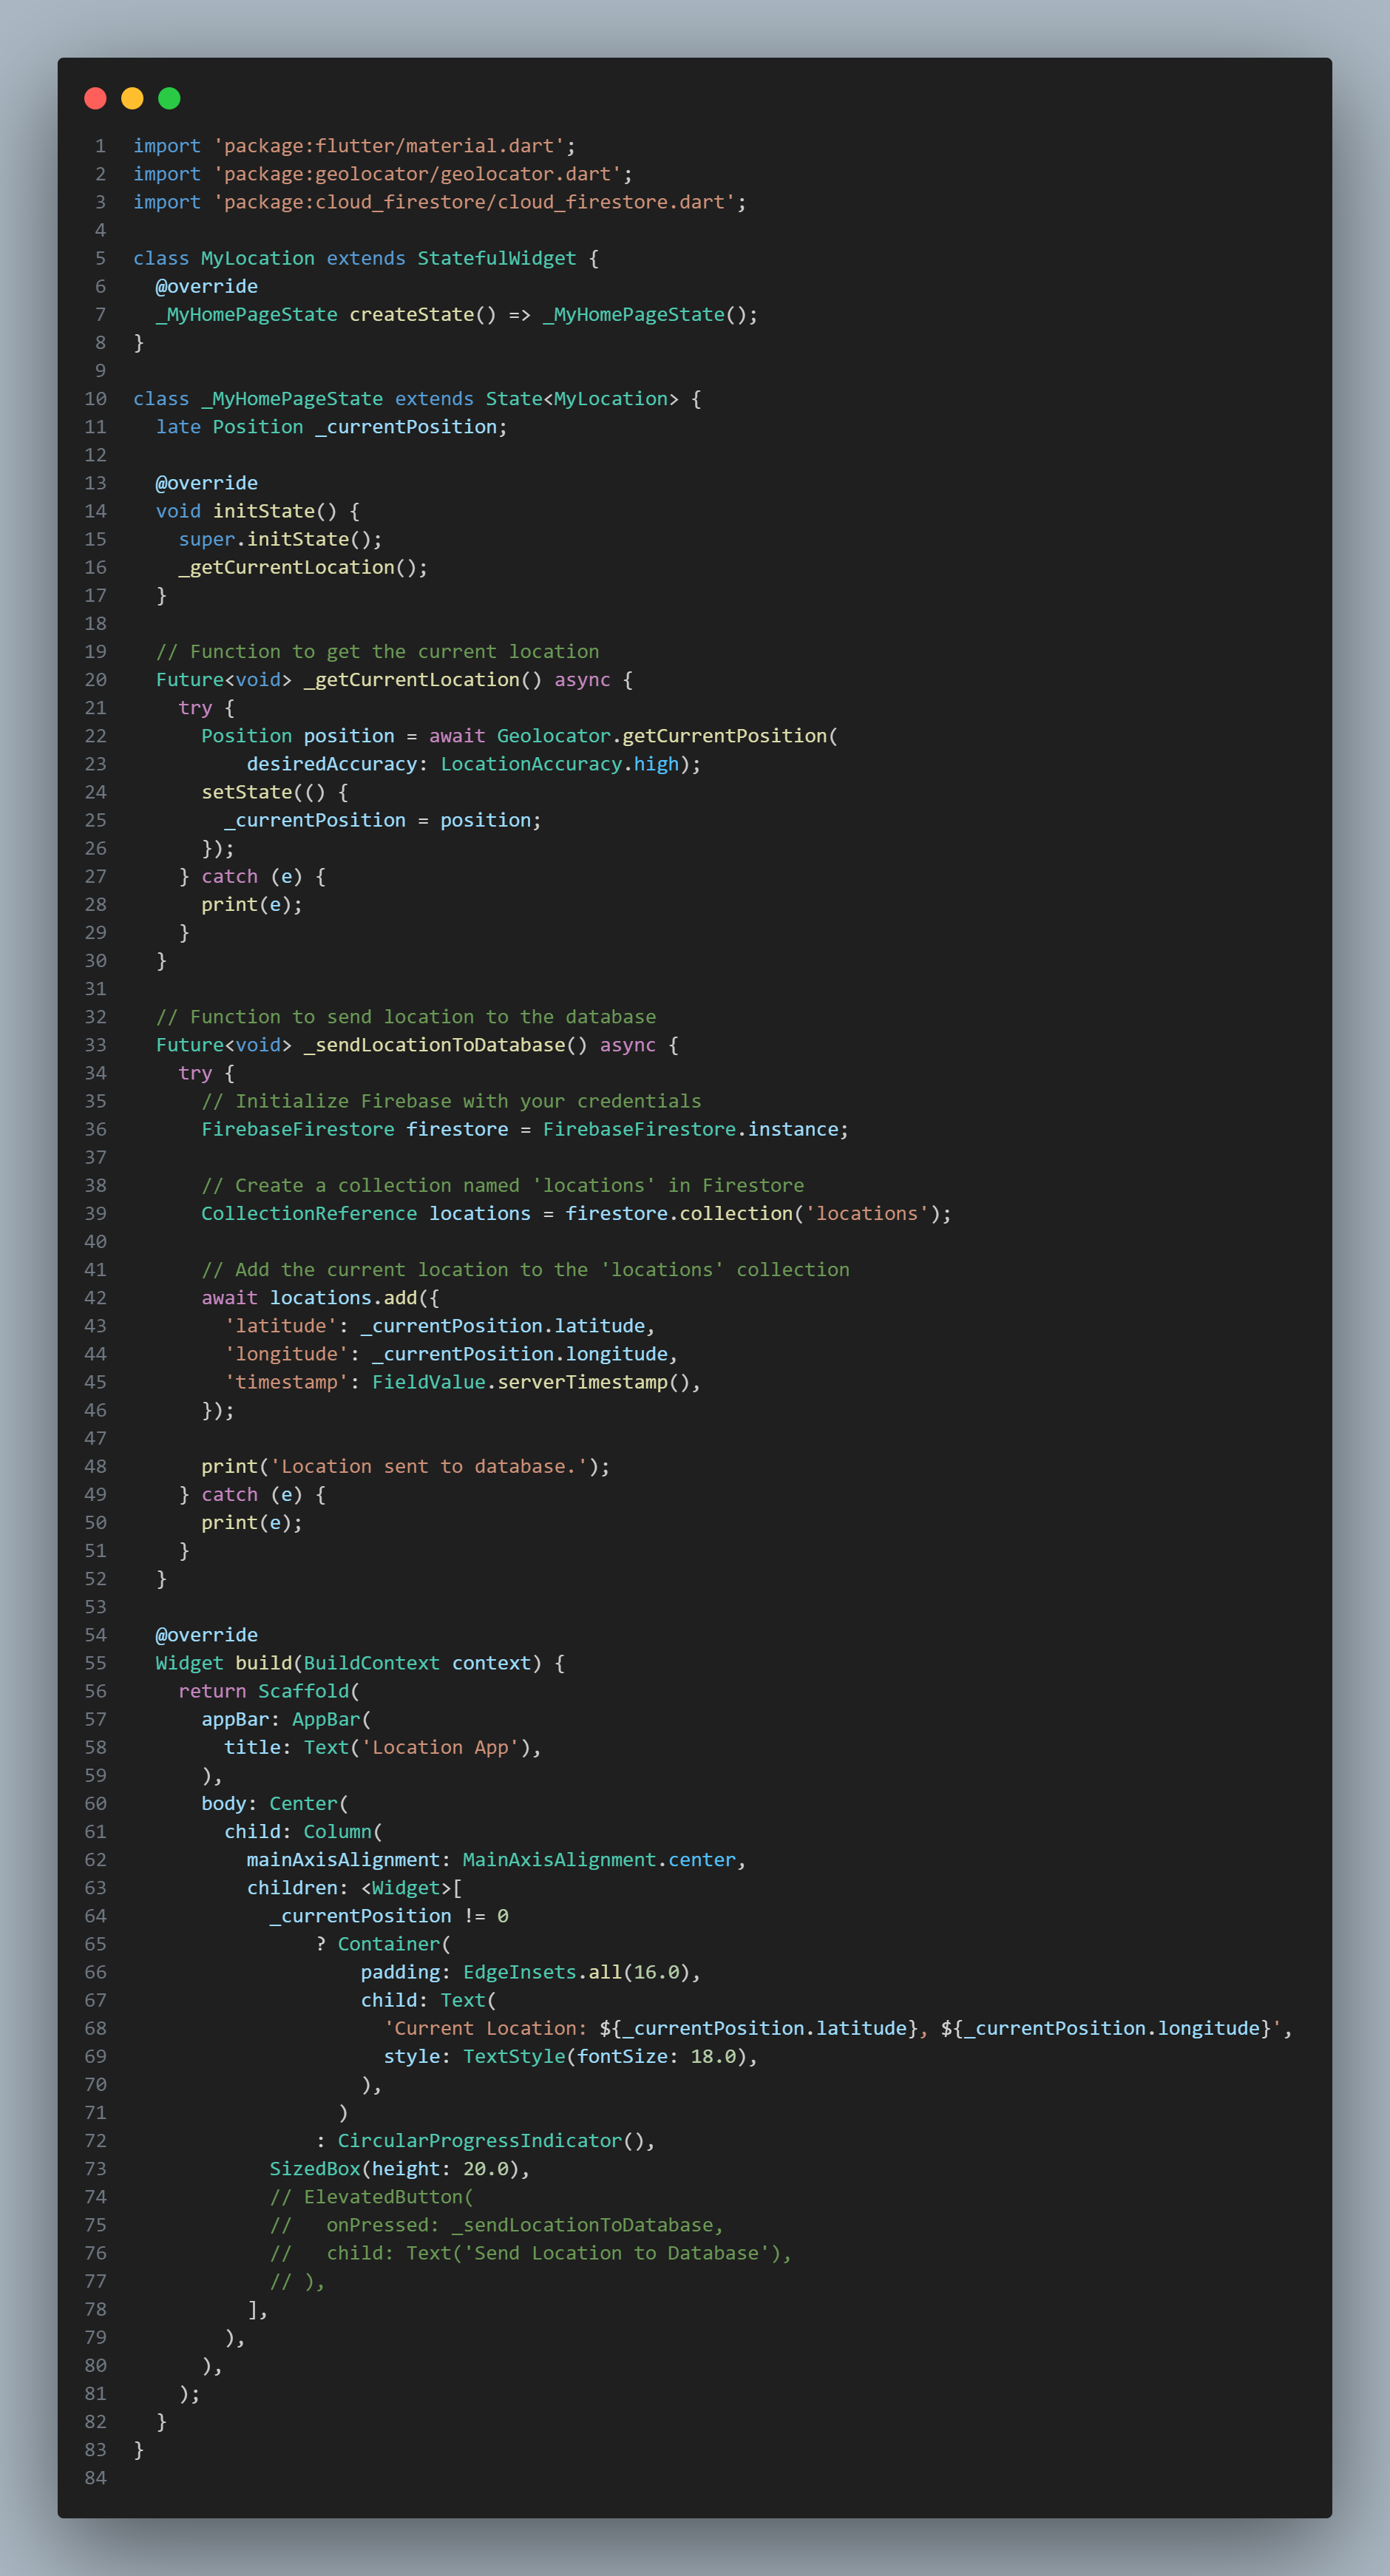 1 import 'package:flutter/material.dart';
2 import 'package:geolocator/geolocator.dart';
3 import 'package:cloud_firestore/cloud_firestore.dart';
4
5 class MyLocation extends StatefulWidget {
6   @override
7   _MyHomePageState createState() => _MyHomePageState();
8 }
9
10 class _MyHomePageState extends State<MyLocation> {
11   late Position _currentPosition;
12
13   @override
14   void initState() {
15     super.initState();
16     _getCurrentLocation();
17   }
18
19   // Function to get the current location
20   Future<void> _getCurrentLocation() async {
21     try {
22       Position position = await Geolocator.getCurrentPosition(
23           desiredAccuracy: LocationAccuracy.high);
24       setState(() {
25         _currentPosition = position;
26       });
27     } catch (e) {
28       print(e);
29     }
30   }
31
32   // Function to send location to the database
33   Future<void> _sendLocationToDatabase() async {
34     try {
35       // Initialize Firebase with your credentials
36       FirebaseFirestore firestore = FirebaseFirestore.instance;
37
38       // Create a collection named 'locations' in Firestore
39       CollectionReference locations = firestore.collection('locations');
40
41       // Add the current location to the 'locations' collection
42       await locations.add({
43         'latitude': _currentPosition.latitude,
44         'longitude': _currentPosition.longitude,
45         'timestamp': FieldValue.serverTimestamp(),
46       });
47
48       print('Location sent to database.');
49     } catch (e) {
50       print(e);
51     }
52   }
53
54   @override
55   Widget build(BuildContext context) {
56     return Scaffold(
57       appBar: AppBar(
58         title: Text('Location App'),
59       ),
60       body: Center(
61         child: Column(
62           mainAxisAlignment: MainAxisAlignment.center,
63           children: <Widget>[
64             _currentPosition != 0
65                 ? Container(
66                     padding: EdgeInsets.all(16.0),
67                     child: Text(
68                       'Current Location: ${_currentPosition.latitude}, ${_currentPosition.longitude}',
69                       style: TextStyle(fontSize: 18.0),
70                     ),
71                   )
72                 : CircularProgressIndicator(),
73             SizedBox(height: 20.0),
74             // ElevatedButton(
75             //   onPressed: _sendLocationToDatabase,
76             //   child: Text('Send Location to Database'),
77             // ),
78           ],
79         ),
80       ),
81     );
82   }
83 }
84